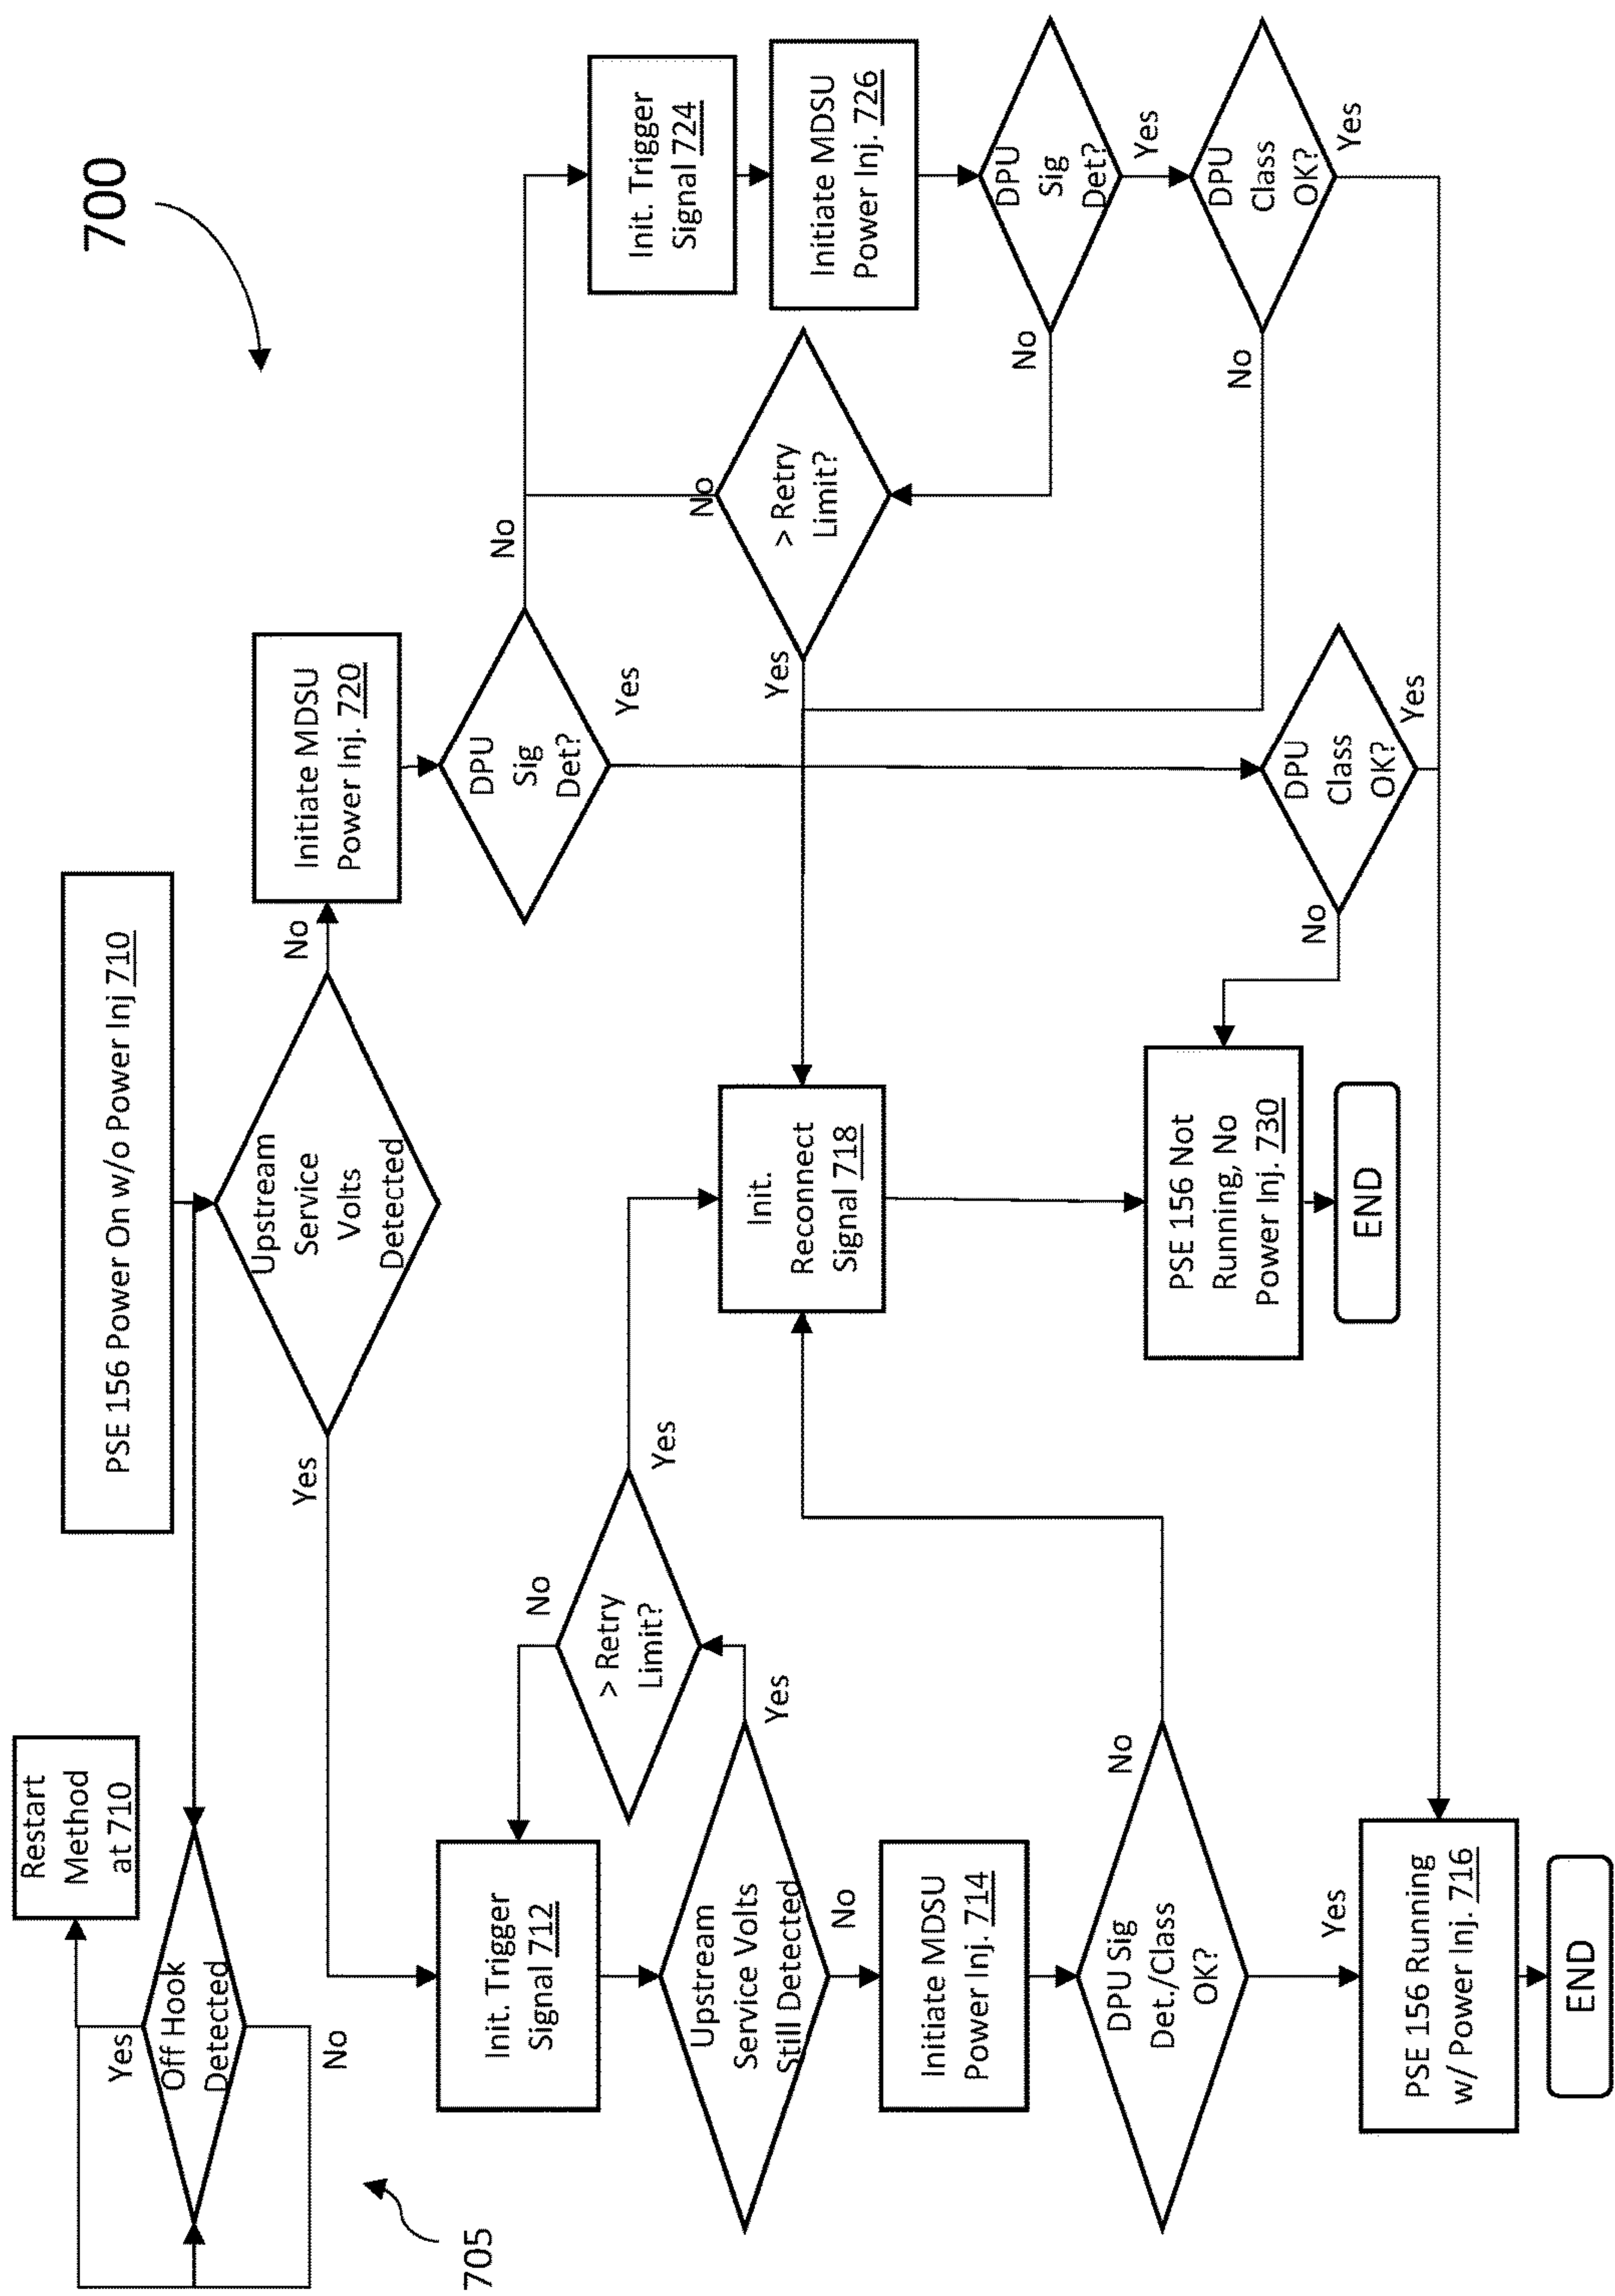 700
PSE 156 Power On w/o Power Inj 710
Restart
Method
at 710
Off Hook
Detected
Yes
No
705
Upstream
Service
Volts
Detected
Yes
No
Initiate MDSU
Power Inj. 720
DPU
Sig
Det?
No
Yes
Init. Trigger
Signal 724
Initiate MDSU
Power Inj. 726
DPU
Sig
Det?
No
Yes
DPU
Class
OK?
No
Yes
> Retry
Limit?
No
Yes
DPU
Class
OK?
No
Yes
Init. Trigger
Signal 712
> Retry
Limit?
No
Yes
Upstream
Service Volts
Still Detected
Yes
No
Initiate MDSU
Power Inj. 714
DPU Sig
Det./Class
OK?
No
Yes
Init.
Reconnect
Signal 718
PSE 156 Not
Running, No
Power Inj. 730
END
PSE 156 Running
w/ Power Inj. 716
END